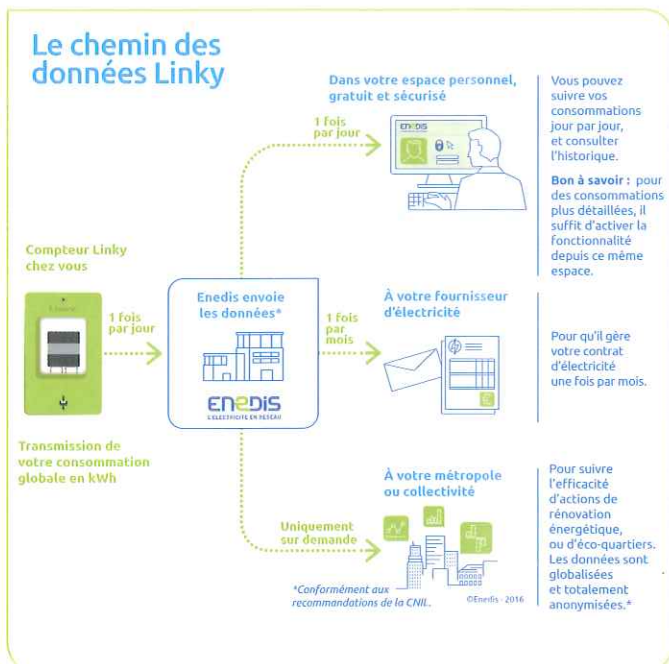 Le chemin des
données Linky
Dans votre espace personnel,
gratuit et sécurisé
1 fois
par jour
ENEDIS
Vous pouvez
suivre vos
consommations
jour par jour,
et consulter
l'historique.
Bon à savoir : pour
des consommations
plus détaillées, il
suffit d'activer la
fonctionnalité
depuis ce même
espace.
Compteur Linky
chez vous
1 fois
par jour
Enedis envoie
les données*
ENEDIS
L'ELECTRICITE EN RESEAU
1 fois
par
mois
À votre fournisseur
d'électricité
€
Pour qu'il gère
votre contrat
d'électricité
une fois par mois.
Transmission de
votre consommation
globale en kWh
À votre métropole
ou collectivité
Uniquement
sur demande
Pour suivre
l'efficacité
d'actions de
rénovation
énergétique,
ou d'éco-quartiers.
Les données sont
globalisées
et totalement
anonymisées.*
*Conformément aux
recommandations de la CNIL.
©Enedis - 2016